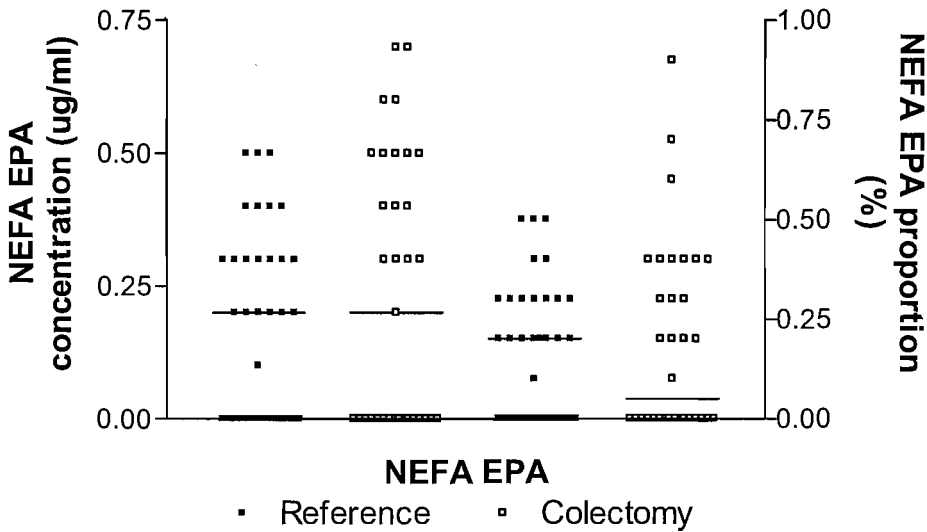 NEFA EPA
concentration (ug/ml)
0.75
0.50
0.25
0.00
1.00
0.75
0.50
0.25
0.00
NEFA EPA proportion
(%)
NEFA EPA
Reference
Colectomy